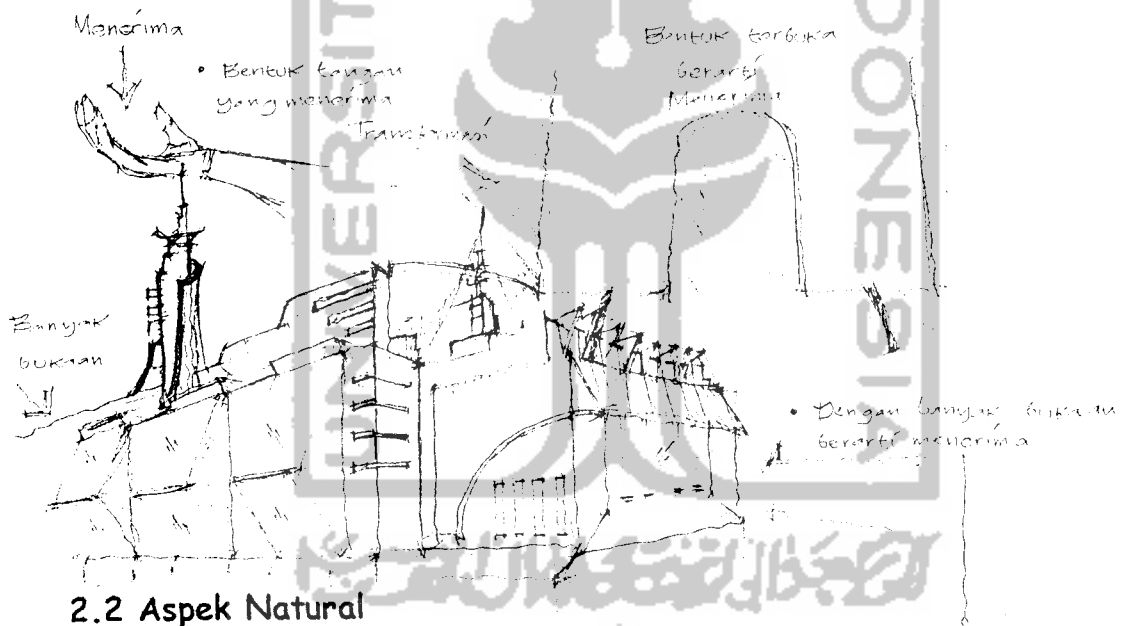 Menerima
• Bentuk tangan
yang menerima
Transformasi
Bentuk terbuka
berarti
Menerima
Banyak
bukaan
• Dengan banyak bukaan
berarti menerima
2.2 Aspek Natural